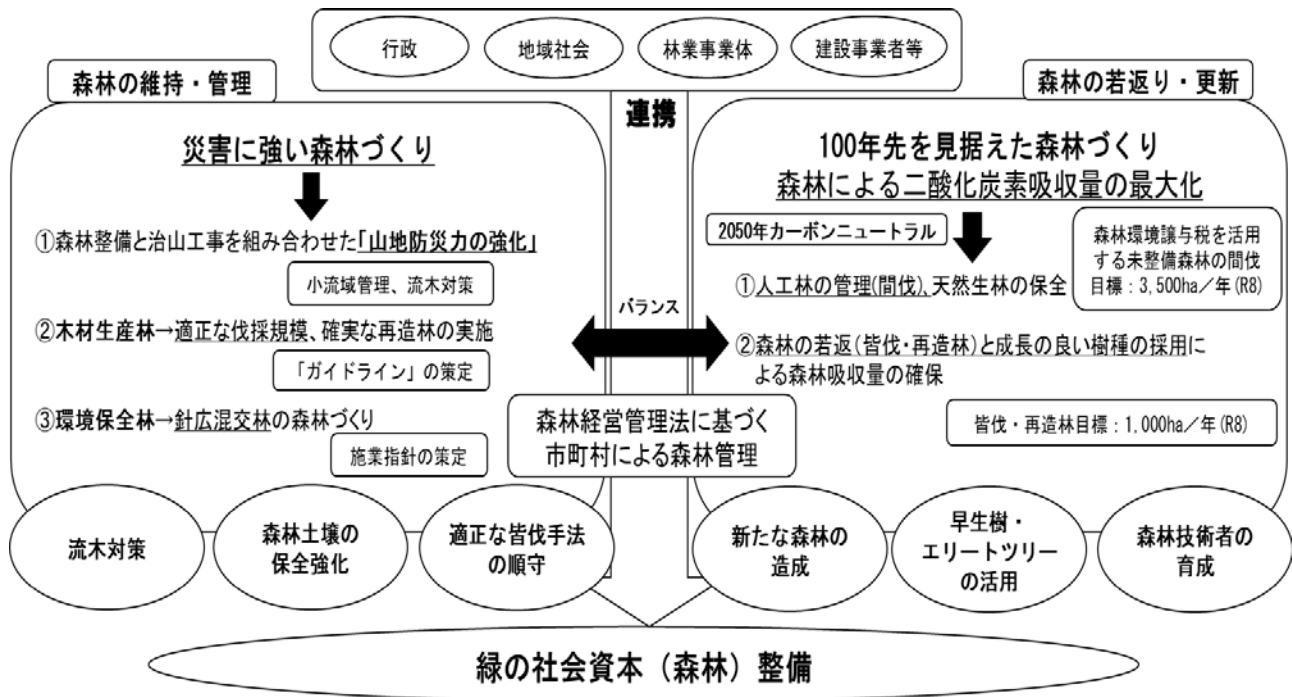 行政
地域社会
林業事業体
建設事業者等
連携
森林の維持・管理
災害に強い森林づくり
①森林整備と治山工事を組み合わせた「山地防災力の強化」
小流域管理、流木対策
②木材生産林→適正な伐採規模、確実な再造林の実施
「ガイドライン」の策定
③環境保全林→針広混交林の森林づくり
施業指針の策定
バランス
森林経営管理法に基づく
市町村による森林管理
森林の若返り・更新
100年先を見据えた森林づくり
森林による二酸化炭素吸収量の最大化
2050年カーボンニュートラル
森林環境譲与税を活用
する未整備森林の間伐
目標：3,500ha／年(R8)
①人工林の管理(間伐)、天然生林の保全
②森林の若返(皆伐・再造林)と成長の良い樹種の採用に
よる森林吸収量の確保
皆伐・再造林目標：1,000ha／年(R8)
流木対策
森林土壌の
保全強化
適正な皆伐手法
の順守
新たな森林の
造成
早生樹・
エリートツリー
の活用
森林技術者の
育成
緑の社会資本（森林）整備